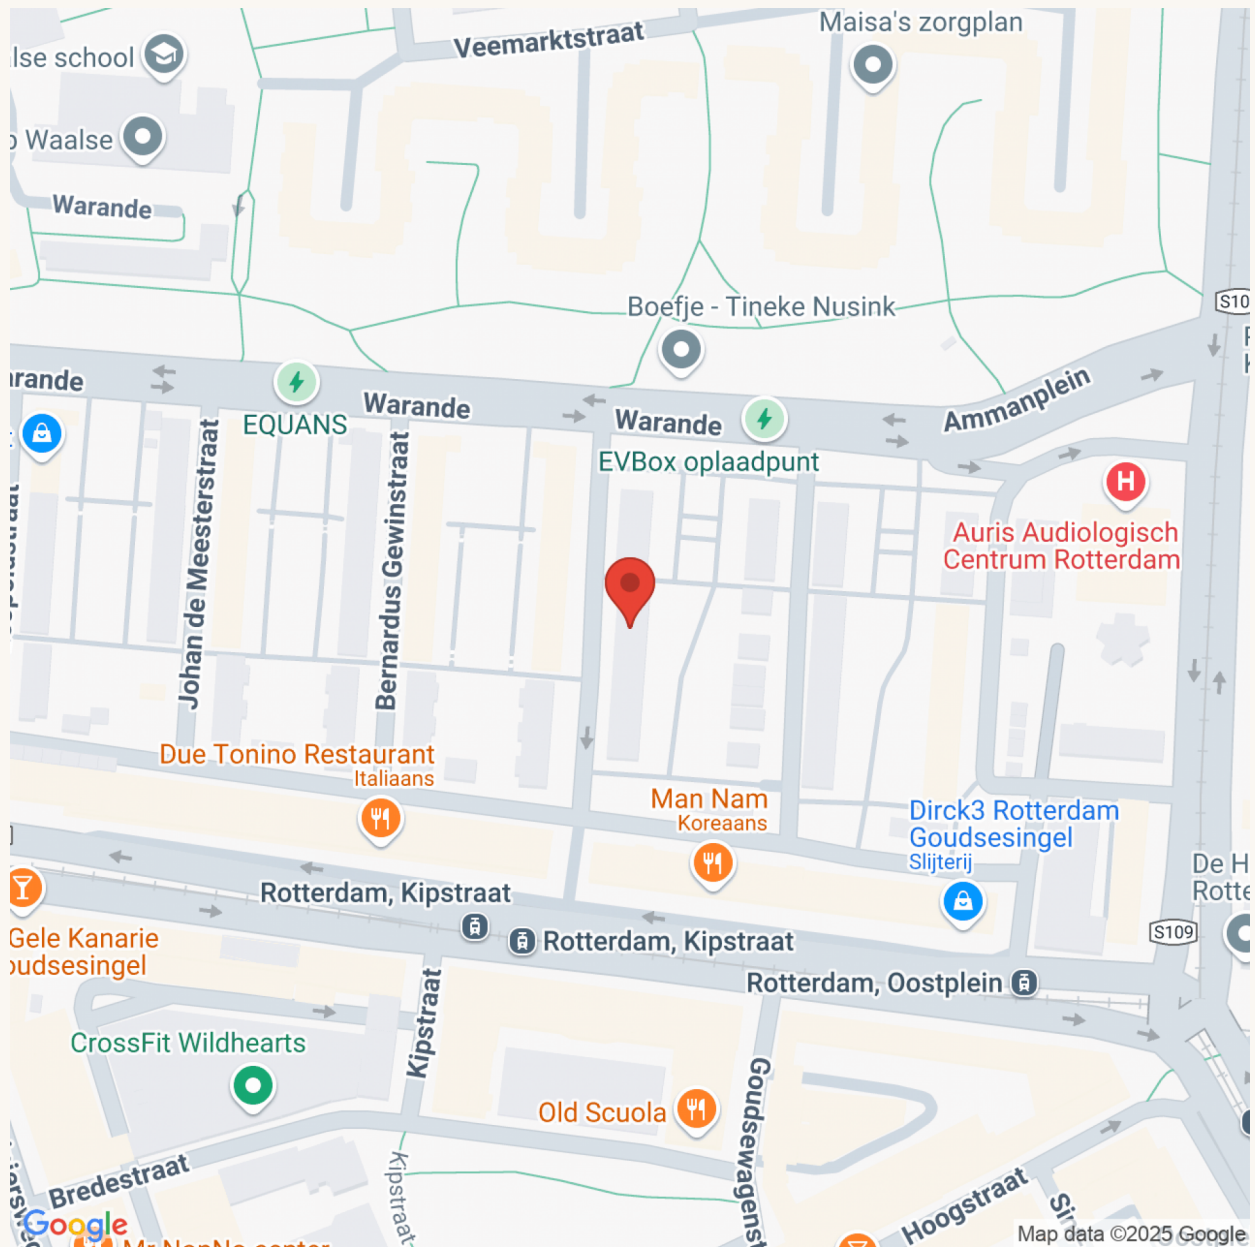 Maisa's zorgplan
Veemarktstraat
lse school
Waalse
Warande
Boefje - Tineke Nusink
S10
Warande
EQUANS
Warande
Ammanplein
EVBox oplaadpunt
H
Auris Audiologisch
Centrum Rotterdam
Johan de Meesterstraat
Bernardus Gewinstraat
Due Tonino Restaurant
Italiaans
Man Nam
Koreaans
Dirck3 Rotterdam
Goudsesingel
Slijterij
De H
Rotte
Rotterdam, Kipstraat
Rotterdam, Kipstraat
S109
Gele Kanarie
oudsesingel
Rotterdam, Oostplein
Kipstraat
CrossFit Wildhearts
Goudsewagenst
Old Scuola
Bredestraat
Kipstraat
Hoogstraat
Sin
Google
Map data ©2025 Google